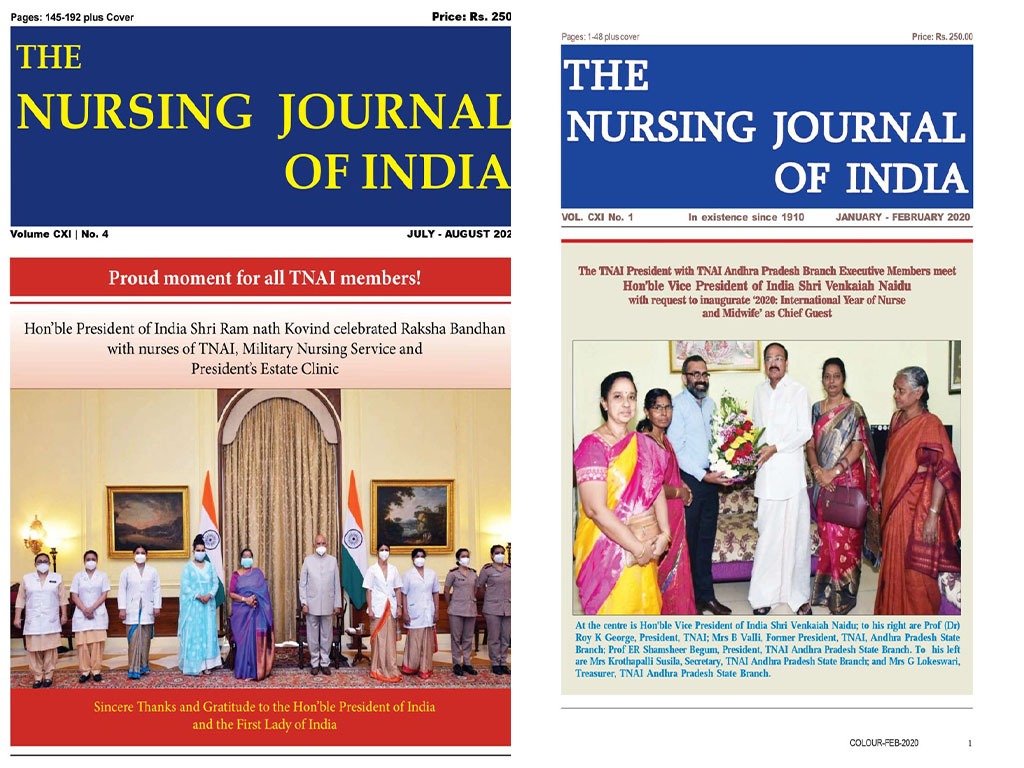 Pages: 145-192 plus Cover
Price: Rs. 250
THE
NURSING JOURNAL
OF INDIA
Volume CXI | No. 4
JULY - AUGUST 202
Proud moment for all TNAI members!
Hon'ble President of India Shri Ram nath Kovind celebrated Raksha Bandhan
with nurses of TNAI, Military Nursing Service and
President's Estate Clinic
Sincere Thanks and Gratitude to the Hon'ble President of India
and the First Lady of India
Pages: 1-48 plus cover
Price: Rs. 250.00
THE
NURSING JOURNAL
OF INDIA
VOL. CXI No. 1
In existence since 1910
JANUARY - FEBRUARY 2020
The TNAI President with TNAI Andhra Pradesh Branch Executive Members meet
Hon'ble Vice President of India Shri Venkaiah Naidu
with request to inaugurate '2020: International Year of Nurse
and Midwife' as Chief Guest
At the centre is Hon'ble Vice President of India Shri Venkaiah Naidu; to his right are Prof (Dr)
Roy K George, President, TNAI; Mrs B Valli, Former President, TNAI, Andhra Pradesh State
Branch; Prof ER Shamsheer Begum, President, TNAI Andhra Pradesh State Branch. To his left
are Mrs Krothapalli Susila, Secretary, TNAI Andhra Pradesh State Branch; and Mrs G Lokeswari,
Treasurer, TNAI Andhra Pradesh State Branch.
COLOUR-FEB-2020
1